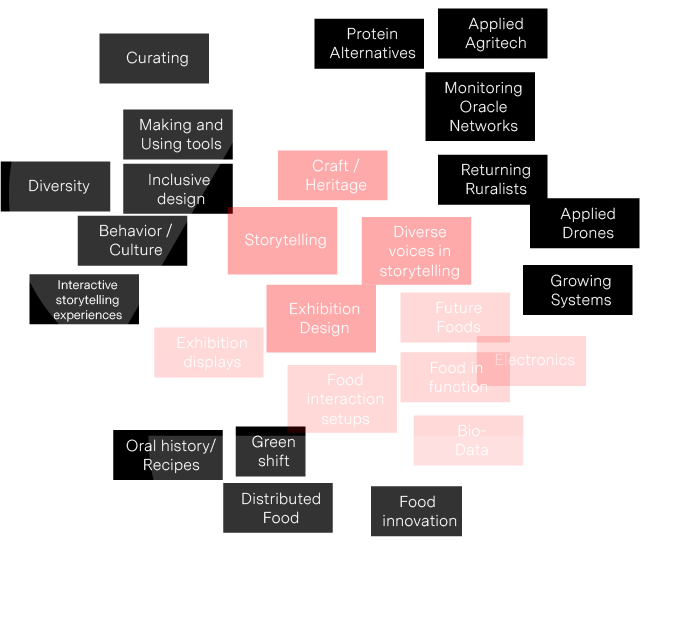 Curating
Protein
Alternatives
Applied
Agritech
Monitoring
Oracle
Networks
Making and
Using tools
Diversity
Inclusive
design
Craft /
Heritage
Returning
Ruralists
Applied
Drones
Behavior /
Culture
Storytelling
Diverse
voices in
storytelling
Growing
Systems
Interactive
storytelling
experiences
Exhibition
Design
Future
Foods
Exhibition
displays
Food in
function
Electronics
Food
interaction
setups
Bio-
Data
Oral history/
Recipes
Green
shift
Distributed
Food
Food
innovation